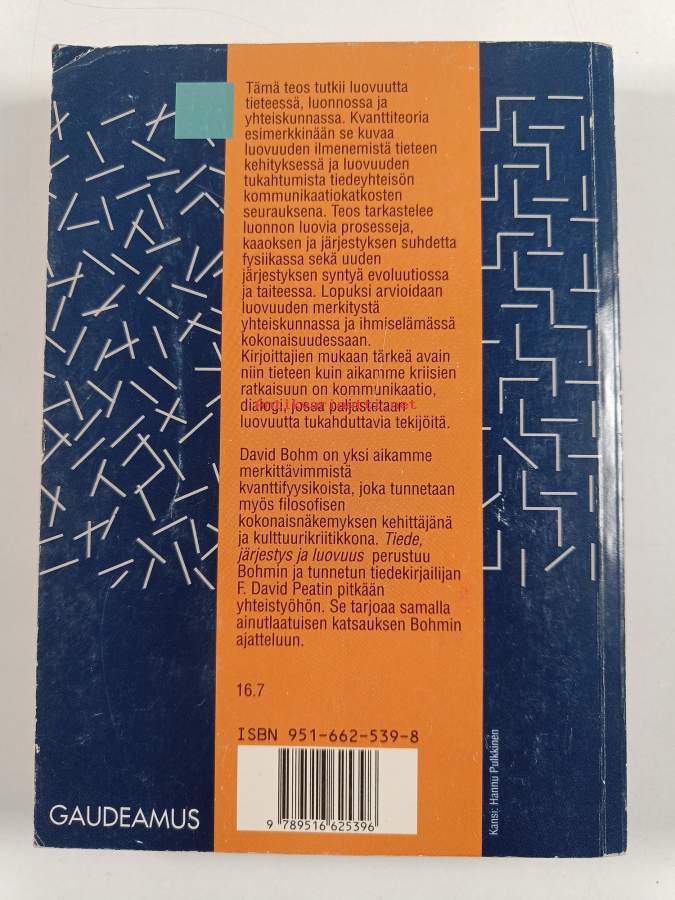 Tämä teos tutkii luovuutta
tieteessä, luonnossa ja
yhteiskunnassa. Kvanttiteoria
esimerkkinään se kuvaa
luovuuden ilmenemistä tieteen
kehityksessä ja luovuuden
tukahtumista tiedeyhteisön
kommunikaatiokatkosten
seurauksena. Teos tarkastelee
luonnon luovia prosesseja,
kaaoksen ja järjestyksen suhdetta
fysiikassa sekä uuden
järjestyksen syntyä evoluutiossa
ja taiteessa. Lopuksi arvioidaan
luovuuden merkitystä
yhteiskunnassa ja ihmiselämässä
kokonaisuudessaan.
Kirjoittajien mukaan tärkeä avain
niin tieteen kuin aikamme kriisien
ratkaisuun on kommunikaatio,
dialogi, jossa paljastetaan
luovuutta tukahduttavia tekijöitä.
David Bohm on yksi aikamme
merkittävimmistä
kvanttifyysikoista, joka tunnetaan
myös filosofisen
kokonaisnäkemyksen kehittäjänä
ja kulttuurikriitikkona. Tiede,
järjestys ja luovuus perustuu
Bohmin ja tunnetun tiedekirjailijan
F. David Peatin pitkään
yhteistyöhön. Se tarjoaa samalla
ainutlaatuisen katsauksen Bohmin
ajatteluun.
16.7
ISBN 951-662-539-8
9 789516 625396
GAUDEAMUS
Kansi: Hannu Pulkkinen